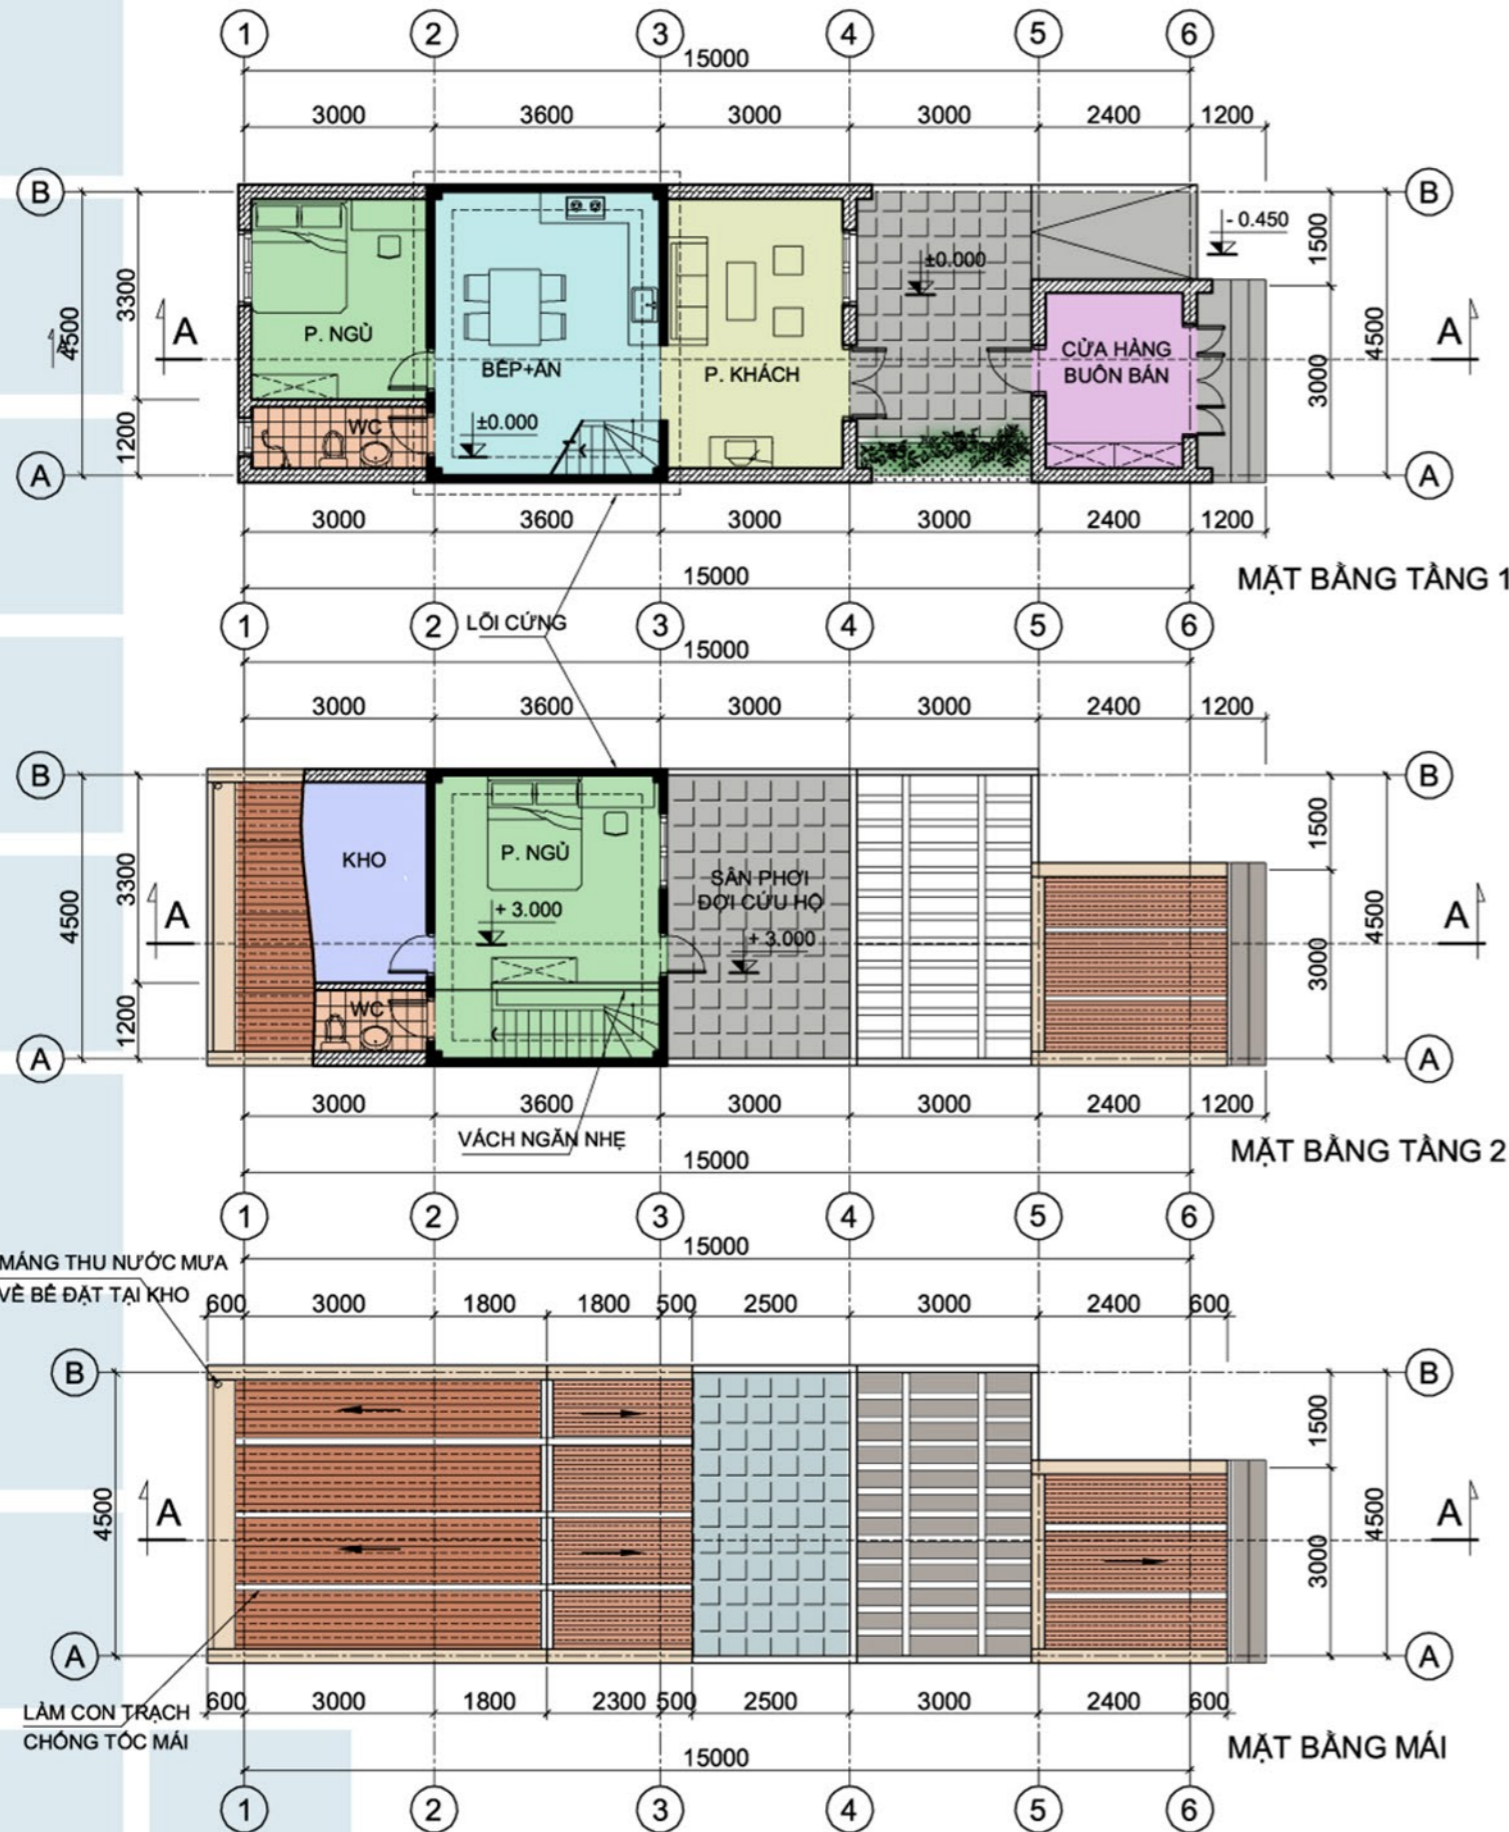 1 2 3 4 5 6
15000
3000 3600 3000 3000 2400 1200
B B
- 0.450
±0.000
1500
3300
4500
4500
A A
P. NGỦ
BẾP+ĂN
P. KHÁCH
CỬA HÀNG
BUÔN BÁN
3000
WC
±0.000
1200
A A
3000 3600 3000 3000 2400 1200
15000
MẶT BẰNG TẦNG 1
1 2 3 4 5 6
LÕI CỨNG
15000
3000 3600 3000 3000 2400 1200
B B
1500
3300
KHO
P. NGỦ
SÂN PHƠI
ĐỢI CỨU HỘ
4500
4500
A A
+ 3.000
+ 3.000
3000
WC
1200
A A
3000 3600 3000 3000 2400 1200
VÁCH NGĂN NHẸ
MẶT BẰNG TẦNG 2
15000
1 2 3 4 5 6
15000
MÁNG THU NƯỚC MƯA
VỀ BỂ ĐẶT TẠI KHO
600 3000 1800 1800 500 2500 3000 2400 600
B B
1500
4500
4500
A A
3000
A A
600 3000 1800 2300 500 2500 3000 2400 600
LÀM CON TRẠCH
CHỐNG TỐC MÁI
MẶT BẰNG MÁI
15000
1 2 3 4 5 6